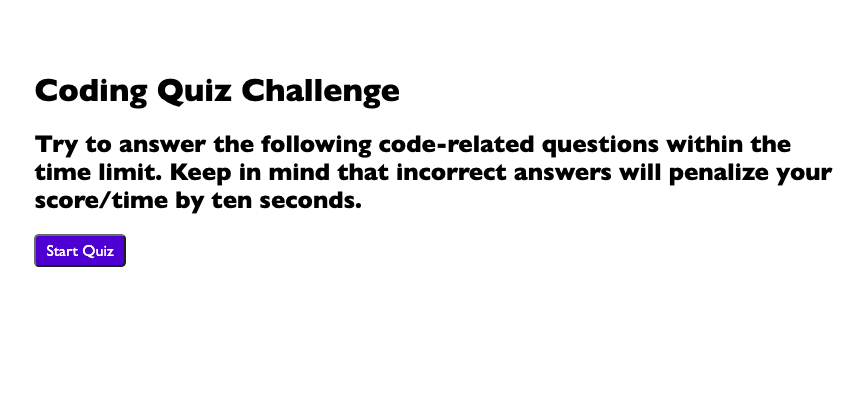 Coding Quiz Challenge
Try to answer the following code-related questions within the
time limit. Keep in mind that incorrect answers will penalize your
score/time by ten seconds.
Start Quiz